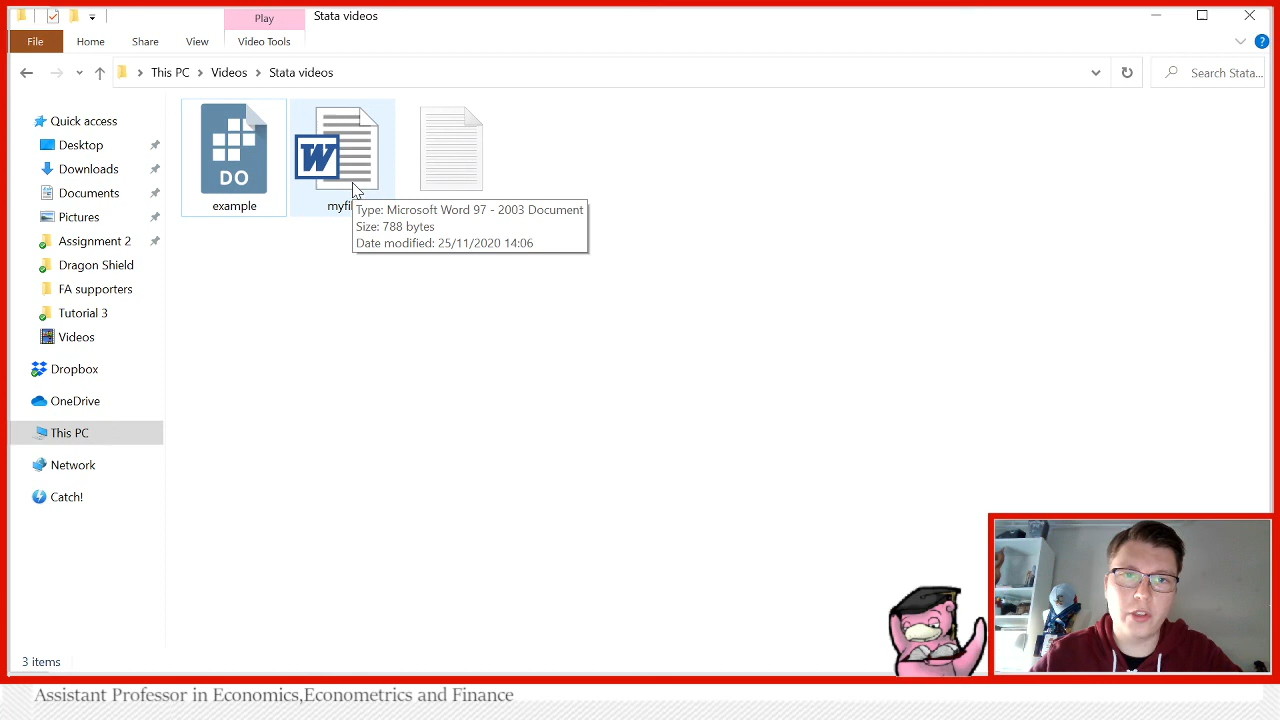 Play
Stata videos
File
Home
Share
View
Video Tools
This PC
Videos
Stata videos
Search Stata...
Quick access
Desktop
Downloads
Documents
Pictures
Assignment 2
Dragon Shield
FA supporters
Tutorial 3
Videos
Dropbox
OneDrive
This PC
Network
Catch!
DO
example
W
myfi
Type: Microsoft Word 97 - 2003 Document
Size: 788 bytes
Date modified: 25/11/2020 14:06
3 items
Assistant Professor in Economics,Econometrics and Finance